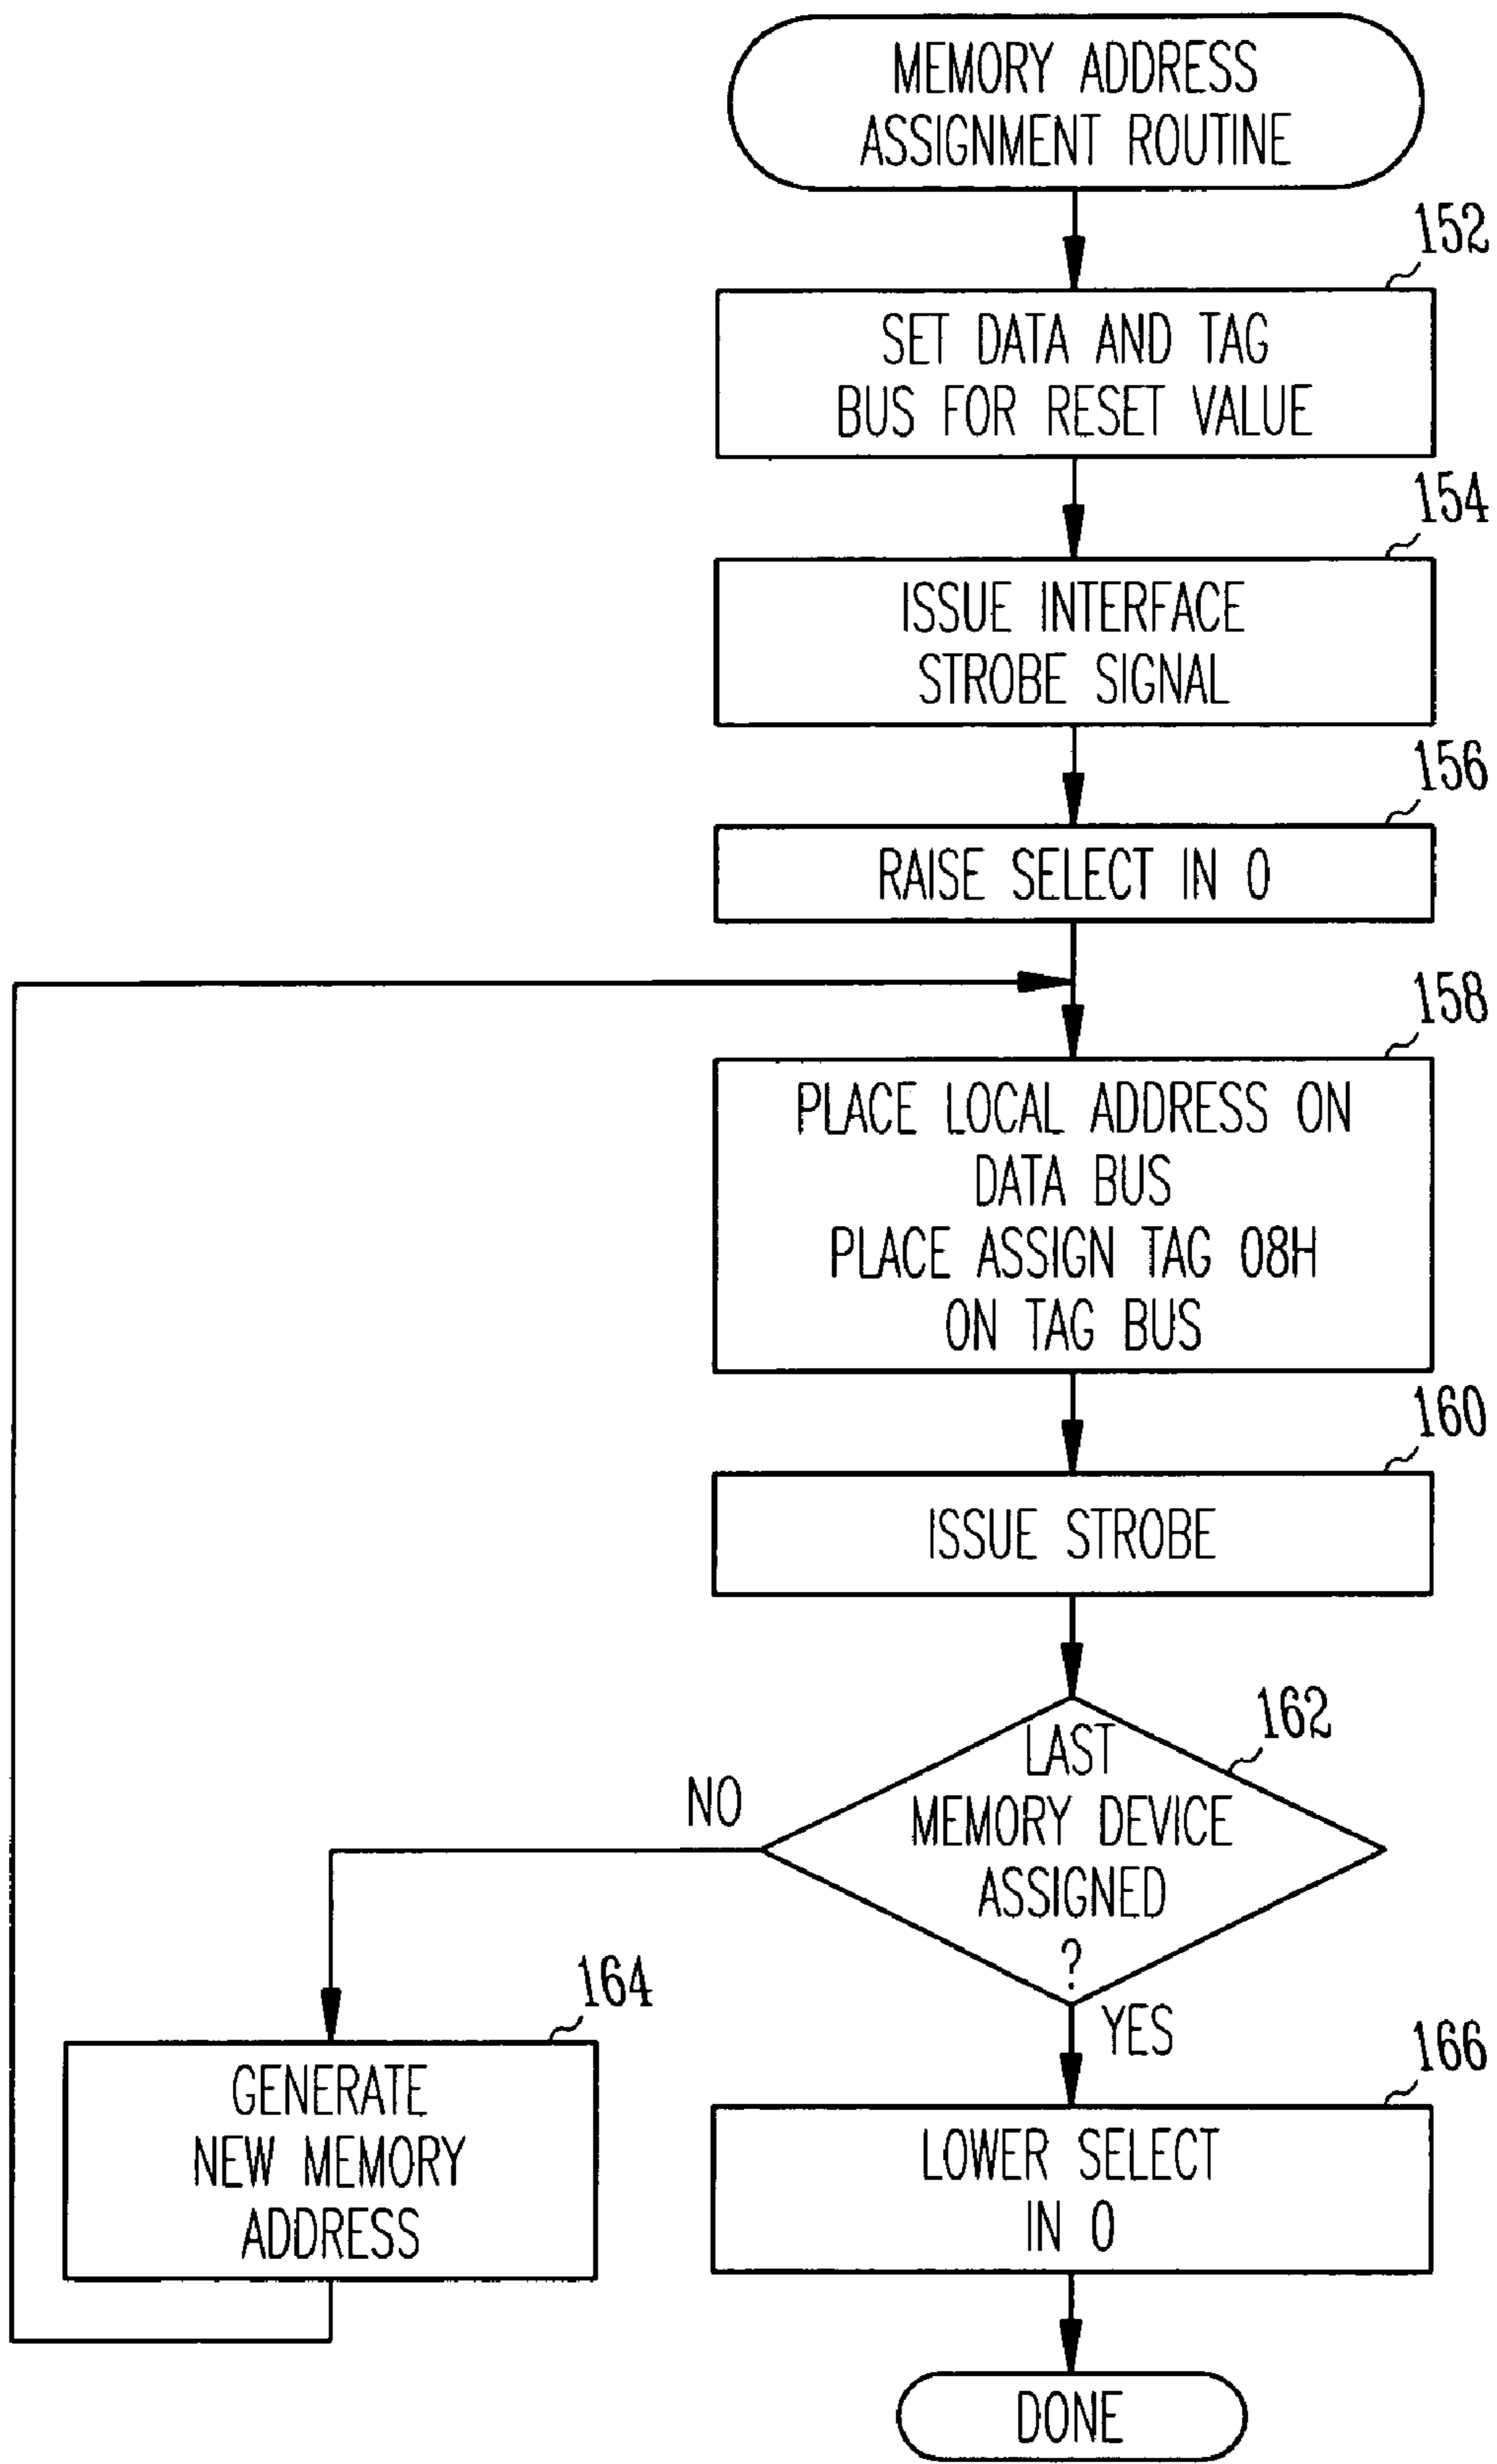 MEMORY ADDRESS
ASSIGNMENT ROUTINE
152
SET DATA AND TAG
BUS FOR RESET VALUE
154
ISSUE INTERFACE
STROBE SIGNAL
156
RAISE SELECT IN 0
158
PLACE LOCAL ADDRESS ON
DATA BUS
PLACE ASSIGN TAG 08H
ON TAG BUS
160
ISSUE STROBE
162
LAST
MEMORY DEVICE
ASSIGNED
?
NO
YES
164
GENERATE
NEW MEMORY
ADDRESS
166
LOWER SELECT
IN 0
DONE